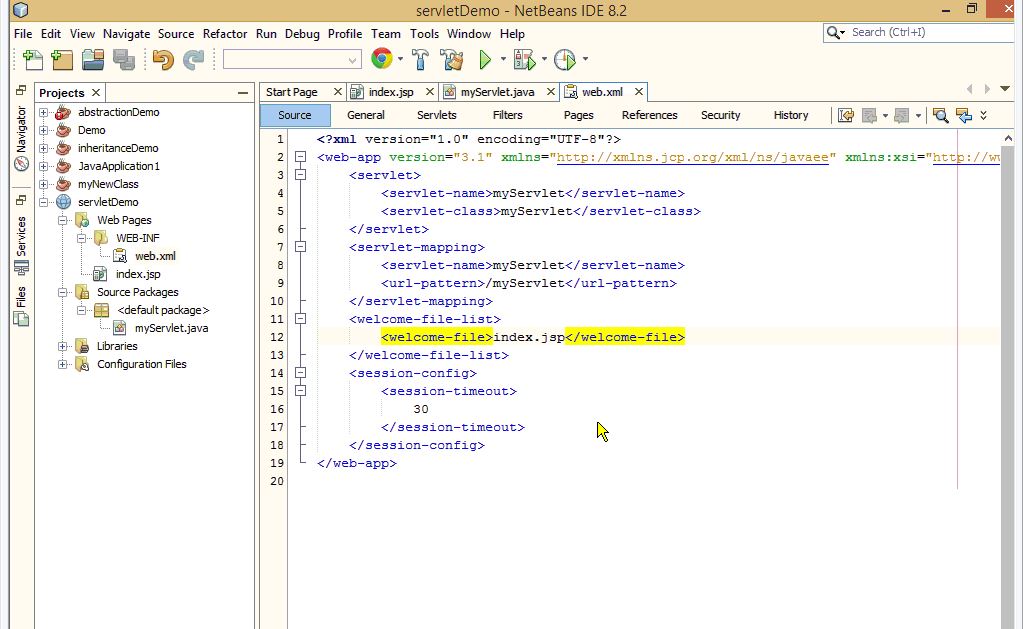 servletDemo - NetBeans IDE 8.2
File Edit View Navigate Source Refactor Run Debug Profile Team Tools Window Help
Search (Ctrl+I)
Navigator
Services
Files
Projects
abstractionDemo
Demo
inheritanceDemo
JavaApplication1
myNewClass
servletDemo
Web Pages
WEB-INF
web.xml
index.jsp
Source Packages
<default package>
myServlet.java
Libraries
Configuration Files
Start Page index.jsp myServlet.java web.xml
Source General Servlets Filters Pages References Security History
1 <?xml version="1.0" encoding="UTF-8"?>
2 <web-app version="3.1" xmlns="http://xmlns.jcp.org/xml/ns/javaee" xmlns:xsi="http://w
3 <servlet>
4 <servlet-name>myServlet</servlet-name>
5 <servlet-class>myServlet</servlet-class>
6 </servlet>
7 <servlet-mapping>
8 <servlet-name>myServlet</servlet-name>
9 <url-pattern>/myServlet</url-pattern>
10 </servlet-mapping>
11 <welcome-file-list>
12 <welcome-file>index.jsp</welcome-file>
13 </welcome-file-list>
14 <session-config>
15 <session-timeout>
16 30
17 </session-timeout>
18 </session-config>
19 </web-app>
20